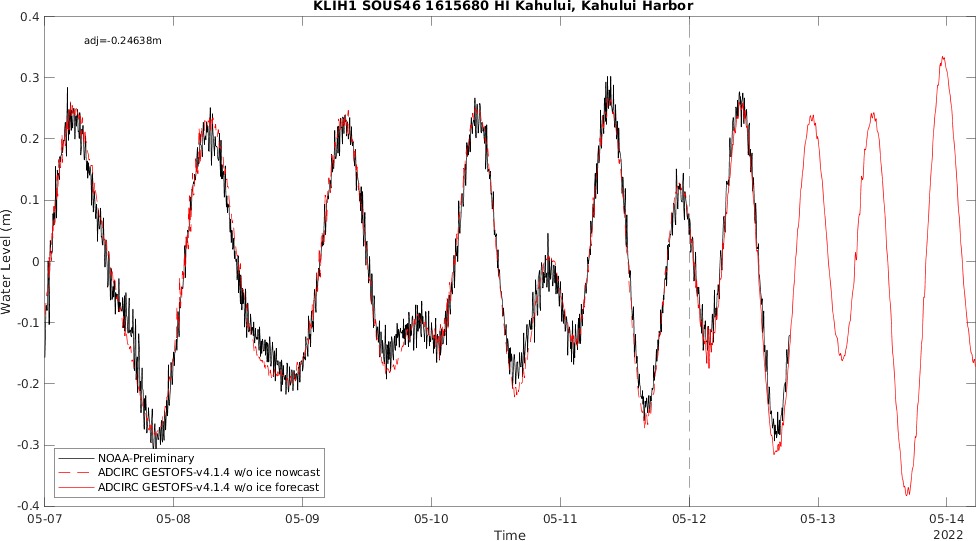 KLIH1 SOUS46 1615680 HI Kahului, Kahului Harbor
0.4
adj=-0.24638m
0.3
0.2
0.1
0
-0.1
-0.2
-0.3
-0.4
Water Level (m)
NOAA-Preliminary
ADCIRC GESTOFS-v4.1.4 w/o ice nowcast
ADCIRC GESTOFS-v4.1.4 w/o ice forecast
05-07 05-08 05-09 05-10 05-11 05-12 05-13 05-14
Time
2022